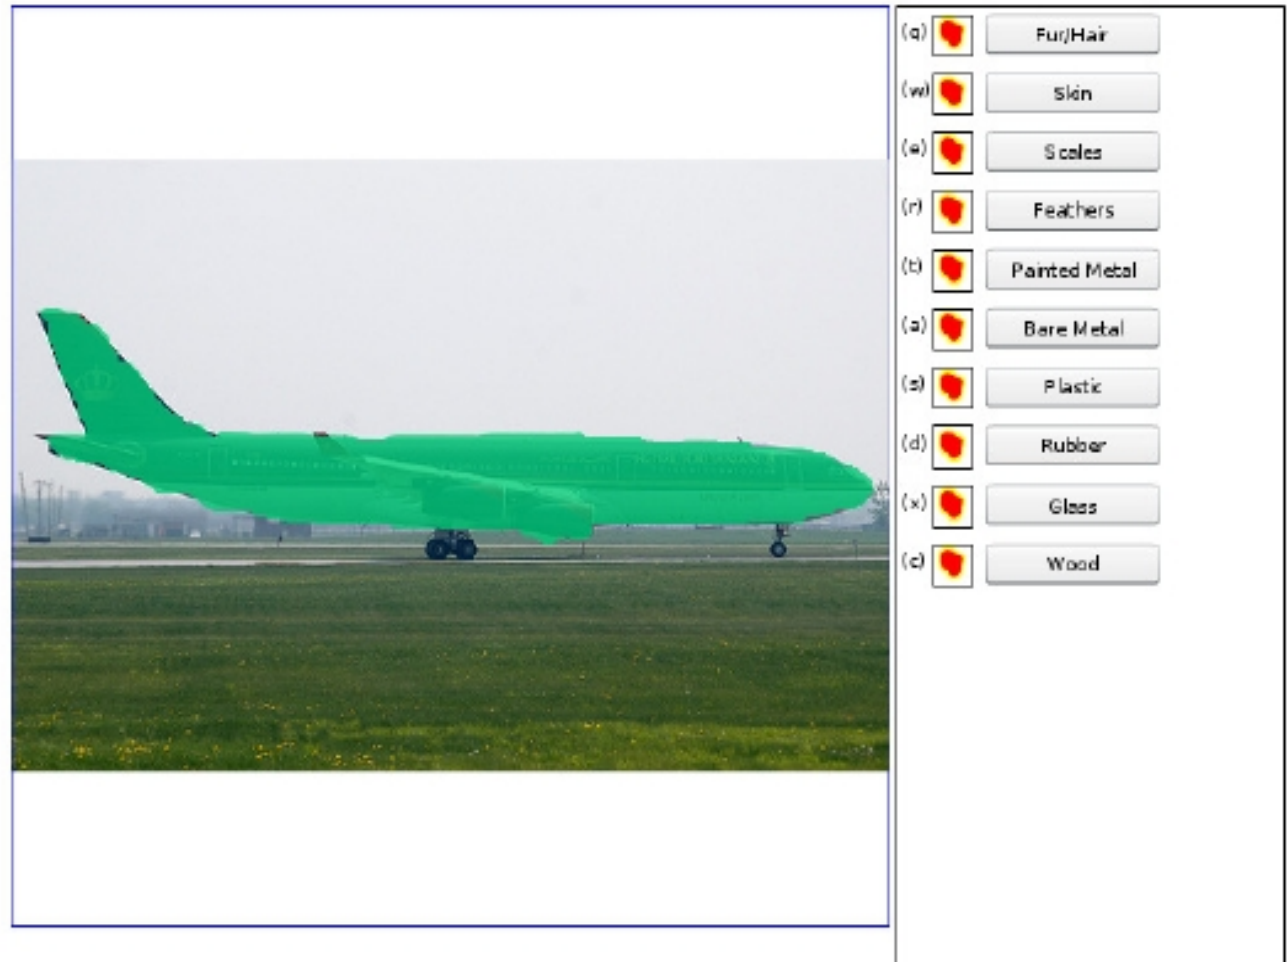 (q) Fur/Hair
(w) Skin
(e) Scales
(r) Feathers
(t) Painted Metal
(a) Bare Metal
(s) Plastic
(d) Rubber
(x) Glass
(c) Wood